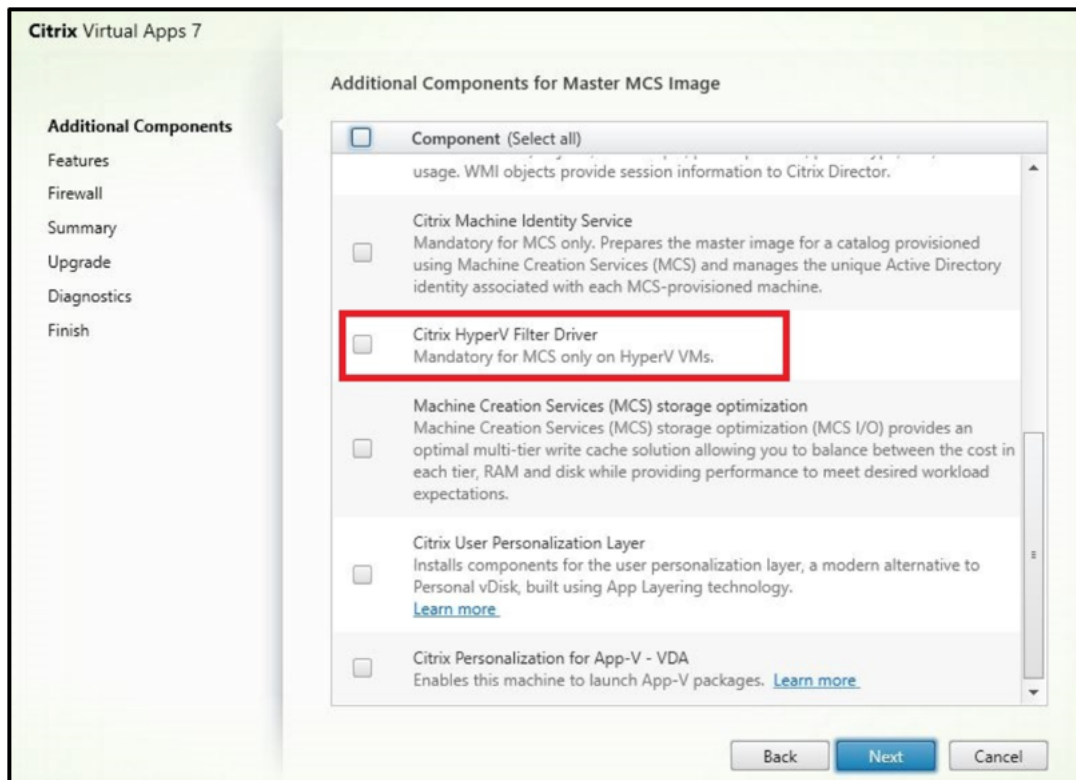 Citrix Virtual Apps 7
Additional Components
Features
Firewall
Summary
Upgrade
Diagnostics
Finish
Additional Components for Master MCS Image
Component (Select all)
usage. WMI objects provide session information to Citrix Director.
Citrix Machine Identity Service
Mandatory for MCS only. Prepares the master image for a catalog provisioned
using Machine Creation Services (MCS) and manages the unique Active Directory
identity associated with each MCS-provisioned machine.
Citrix HyperV Filter Driver
Mandatory for MCS only on HyperV VMs.
Machine Creation Services (MCS) storage optimization
Machine Creation Services (MCS) storage optimization (MCS I/O) provides an
optimal multi-tier write cache solution allowing you to balance between the cost in
each tier, RAM and disk while providing performance to meet desired workload
expectations.
Citrix User Personalization Layer
Installs components for the user personalization layer, a modern alternative to
Personal vDisk, built using App Layering technology.
Learn more
Citrix Personalization for App-V - VDA
Enables this machine to launch App-V packages. Learn more
Back Next Cancel